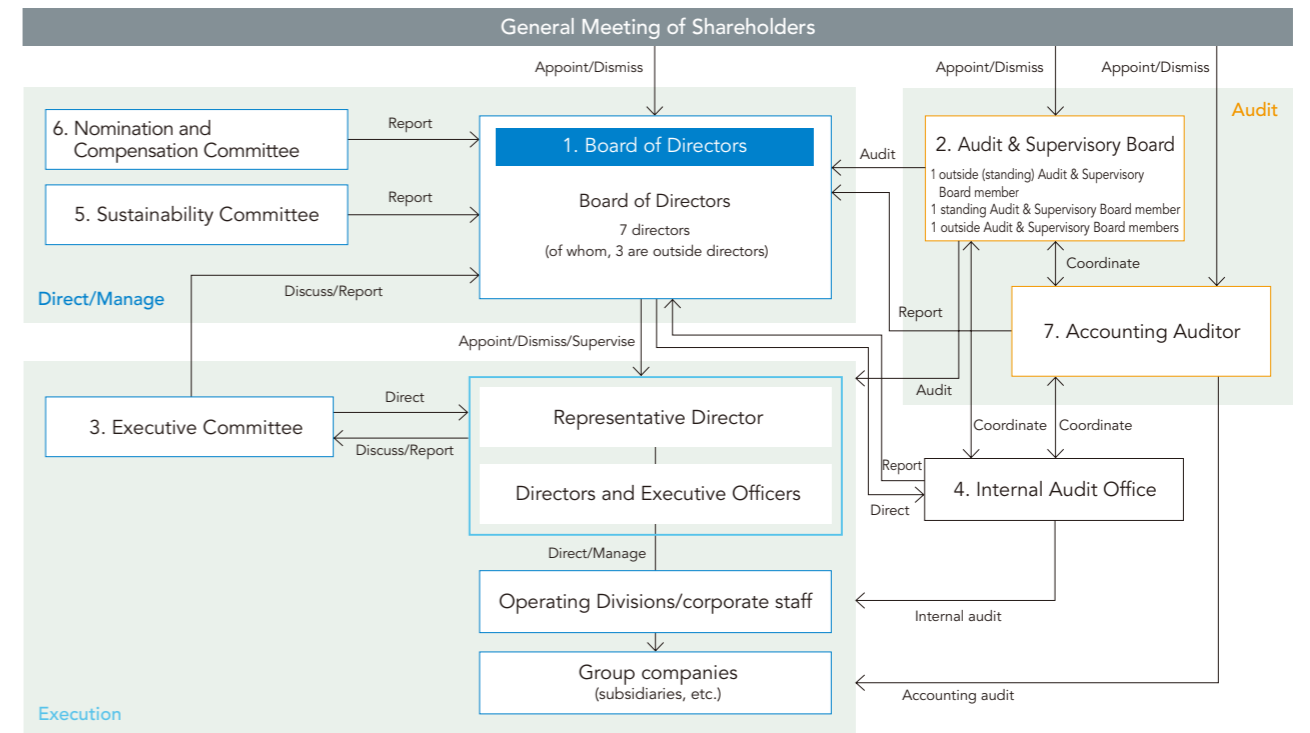 General Meeting of Shareholders
Appoint/Dismiss
Appoint/Dismiss
Appoint/Dismiss
6. Nomination and
Compensation Committee
Report
1. Board of Directors
Audit
2. Audit & Supervisory Board
1 outside (standing) Audit & Supervisory
Board member
1 standing Audit & Supervisory Board member
1 outside Audit & Supervisory Board members
Audit
5. Sustainability Committee
Report
Board of Directors
7 directors
(of whom, 3 are outside directors)
Coordinate
Direct/Manage
Discuss/Report
Report
7. Accounting Auditor
Appoint/Dismiss/Supervise
Audit
3. Executive Committee
Direct
Discuss/Report
Representative Director
Coordinate
Coordinate
Directors and Executive Officers
Report
Direct
4. Internal Audit Office
Direct/Manage
Operating Divisions/corporate staff
Internal audit
Group companies
(subsidiaries, etc.)
Accounting audit
Execution